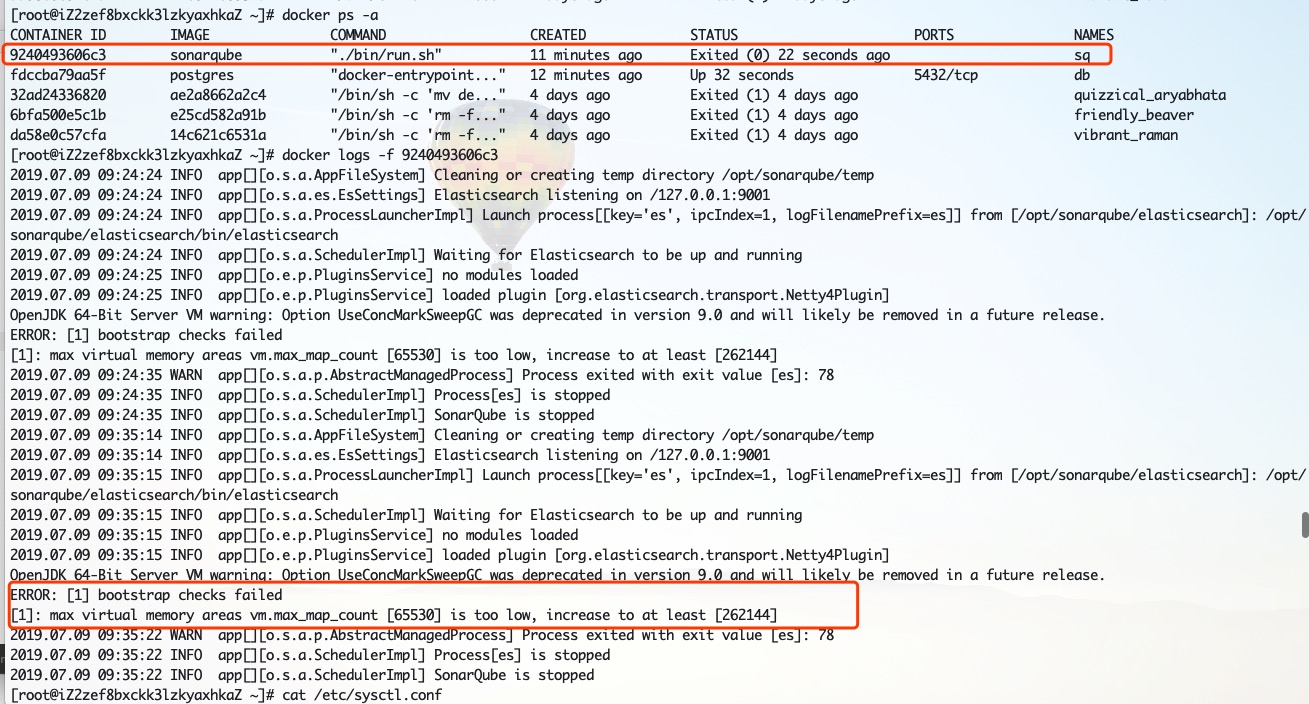 [root@iZ2zef8bxckk3lzkyaxhkaZ ~]# docker ps -a
CONTAINER ID        IMAGE               COMMAND                  CREATED             STATUS                      PORTS               NAMES
9240493606c3        sonarqube           "./bin/run.sh"           11 minutes ago      Exited (0) 22 seconds ago                       sq
fdccba79aa5f        postgres            "docker-entrypoint..."   12 minutes ago      Up 32 seconds               5432/tcp            db
32ad24336820        ae2a8662a2c4        "/bin/sh -c 'mv de..."   4 days ago          Exited (1) 4 days ago                           quizzical_aryabhata
6bfa500e5c1b        e25cd582a91b        "/bin/sh -c 'rm -f..."   4 days ago          Exited (1) 4 days ago                           friendly_beaver
da58e0c57cfa        14c621c6531a        "/bin/sh -c 'rm -f..."   4 days ago          Exited (1) 4 days ago                           vibrant_raman
[root@iZ2zef8bxckk3lzkyaxhkaZ ~]# docker logs -f 9240493606c3
2019.07.09 09:24:24 INFO  app[][o.s.a.AppFileSystem] Cleaning or creating temp directory /opt/sonarqube/temp
2019.07.09 09:24:24 INFO  app[][o.s.a.es.EsSettings] Elasticsearch listening on /127.0.0.1:9001
2019.07.09 09:24:24 INFO  app[][o.s.a.ProcessLauncherImpl] Launch process[[key='es', ipcIndex=1, logFilenamePrefix=es]] from [/opt/sonarqube/elasticsearch]: /opt/
sonarqube/elasticsearch/bin/elasticsearch
2019.07.09 09:24:24 INFO  app[][o.s.a.SchedulerImpl] Waiting for Elasticsearch to be up and running
2019.07.09 09:24:25 INFO  app[][o.e.p.PluginsService] no modules loaded
2019.07.09 09:24:25 INFO  app[][o.e.p.PluginsService] loaded plugin [org.elasticsearch.transport.Netty4Plugin]
OpenJDK 64-Bit Server VM warning: Option UseConcMarkSweepGC was deprecated in version 9.0 and will likely be removed in a future release.
ERROR: [1] bootstrap checks failed
[1]: max virtual memory areas vm.max_map_count [65530] is too low, increase to at least [262144]
2019.07.09 09:24:35 WARN  app[][o.s.a.p.AbstractManagedProcess] Process exited with exit value [es]: 78
2019.07.09 09:24:35 INFO  app[][o.s.a.SchedulerImpl] Process[es] is stopped
2019.07.09 09:24:35 INFO  app[][o.s.a.SchedulerImpl] SonarQube is stopped
2019.07.09 09:35:14 INFO  app[][o.s.a.AppFileSystem] Cleaning or creating temp directory /opt/sonarqube/temp
2019.07.09 09:35:14 INFO  app[][o.s.a.es.EsSettings] Elasticsearch listening on /127.0.0.1:9001
2019.07.09 09:35:15 INFO  app[][o.s.a.ProcessLauncherImpl] Launch process[[key='es', ipcIndex=1, logFilenamePrefix=es]] from [/opt/sonarqube/elasticsearch]: /opt/
sonarqube/elasticsearch/bin/elasticsearch
2019.07.09 09:35:15 INFO  app[][o.s.a.SchedulerImpl] Waiting for Elasticsearch to be up and running
2019.07.09 09:35:15 INFO  app[][o.e.p.PluginsService] no modules loaded
2019.07.09 09:35:15 INFO  app[][o.e.p.PluginsService] loaded plugin [org.elasticsearch.transport.Netty4Plugin]
OpenJDK 64-Bit Server VM warning: Option UseConcMarkSweepGC was deprecated in version 9.0 and will likely be removed in a future release.
ERROR: [1] bootstrap checks failed
[1]: max virtual memory areas vm.max_map_count [65530] is too low, increase to at least [262144]
2019.07.09 09:35:22 WARN  app[][o.s.a.p.AbstractManagedProcess] Process exited with exit value [es]: 78
2019.07.09 09:35:22 INFO  app[][o.s.a.SchedulerImpl] Process[es] is stopped
2019.07.09 09:35:22 INFO  app[][o.s.a.SchedulerImpl] SonarQube is stopped
[root@iZ2zef8bxckk3lzkyaxhkaZ ~]# cat /etc/sysctl.conf